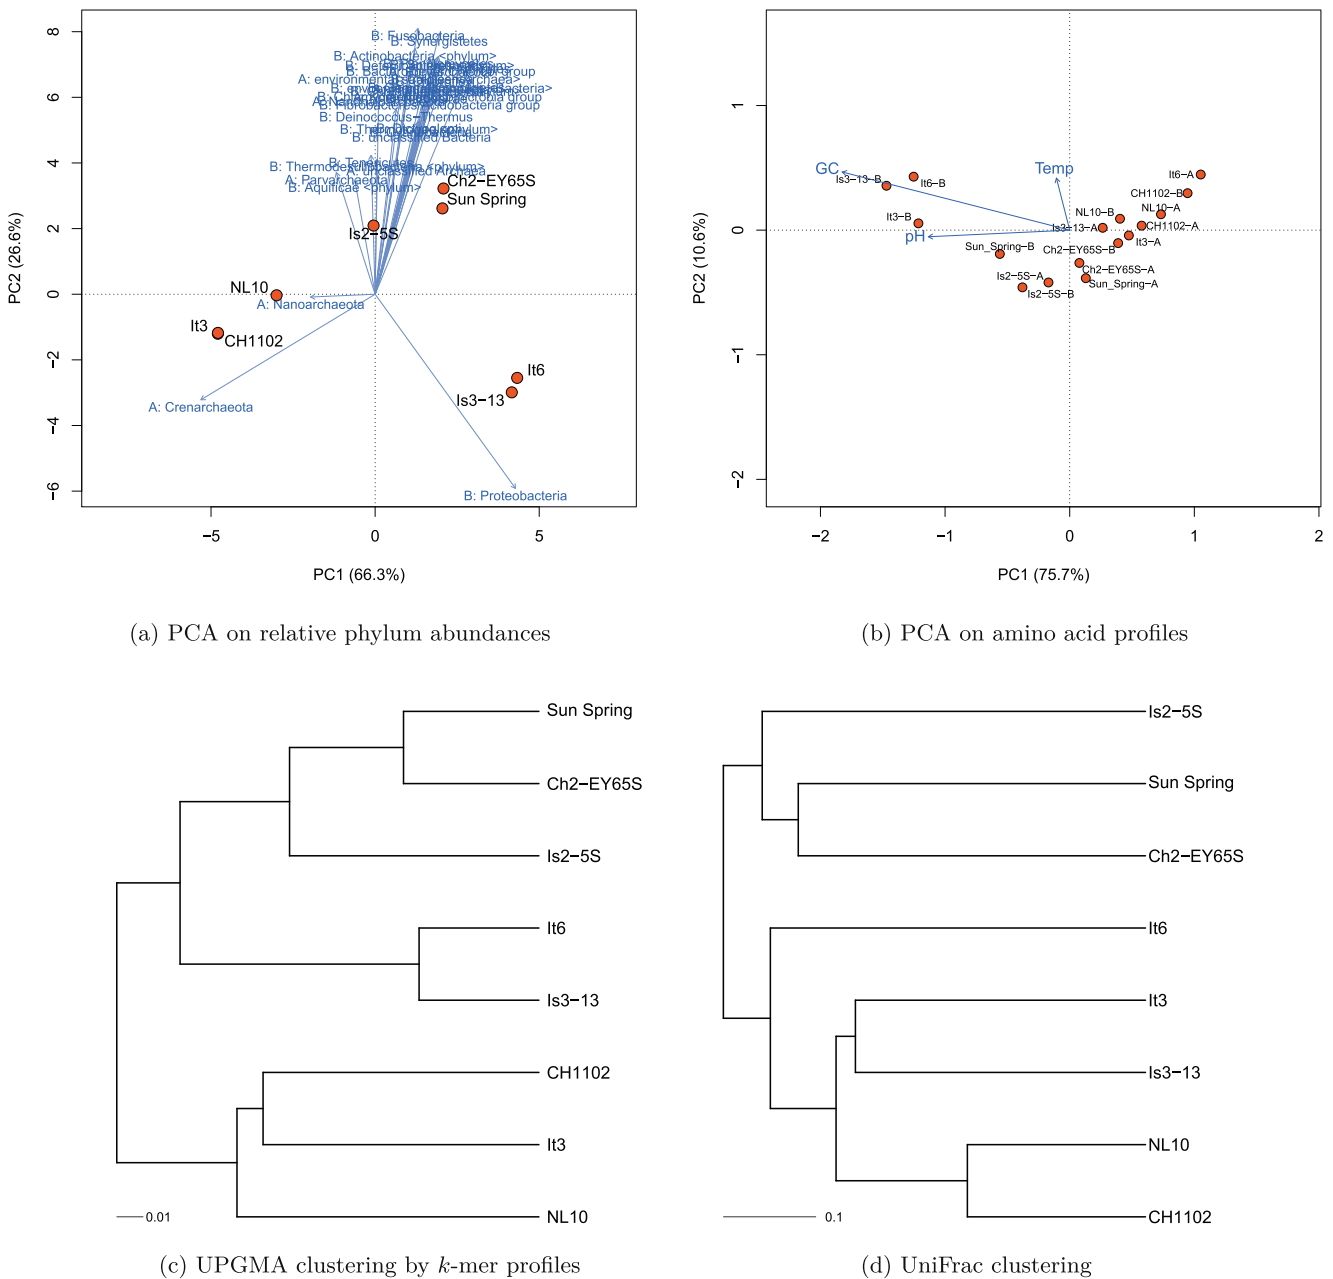 B: Fusobacteria
B: Synergistetes
B: Actinobacteria <phylum>
A: environmental
B: Deinococcus−Thermus
B: unclassified Bacteria
B: Tenericutes
B: Thermodesulfobacteria <phylum>
A: unclassified Archaea
A: Parvarchaeota
B: Aquificae <phylum>
Ch2−EY65S
Sun Spring
Is2−5S
NL10
A: Nanoarchaeota
It3
CH1102
It6
Is3−13
A: Crenarchaeota
B: Proteobacteria
8
6
4
2
0
−2
−4
−6
PC2 (26.6%)
−5
0
5
PC1 (66.3%)
(a) PCA on relative phylum abundances
GC
Temp
pH
Is3−13−B
It6−B
It3−B
It6−A
CH1102−B
NL10−A
NL10−B
Is3−13−A
CH1102−A
It3−A
Ch2−EY65S−B
Sun_Spring−B
Ch2−EY65S−A
Sun_Spring−A
Is2−5S−A
Is2−5S−B
1
0
−1
−2
PC2 (10.6%)
−2
−1
0
1
2
PC1 (75.7%)
(b) PCA on amino acid profiles
Sun Spring
Ch2−EY65S
Is2−5S
It6
Is3−13
CH1102
It3
NL10
0.01
(c) UPGMA clustering by k-mer profiles
Is2−5S
Sun Spring
Ch2−EY65S
It6
It3
Is3−13
NL10
CH1102
0.1
(d) UniFrac clustering